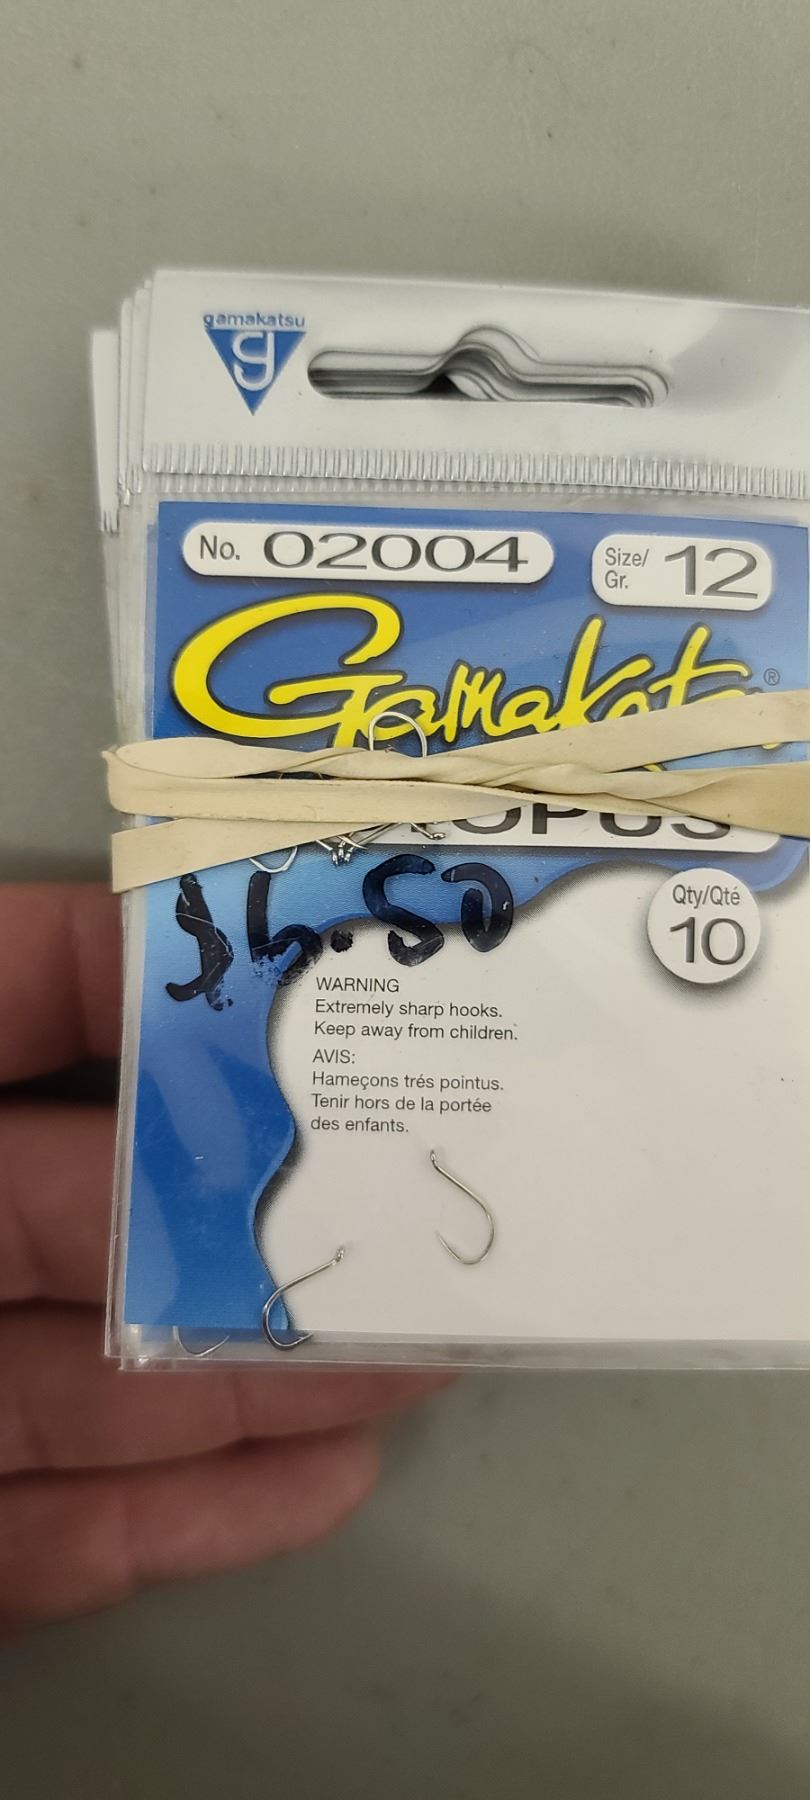 gamakatsu
No. 02004
Size/
Gr. 12
Gamakatsu®
OPUS
$6.50
Qty/Qté
10
WARNING
Extremely sharp hooks.
Keep away from children.
AVIS:
Hameçons trés pointus.
Tenir hors de la portée
des enfants.